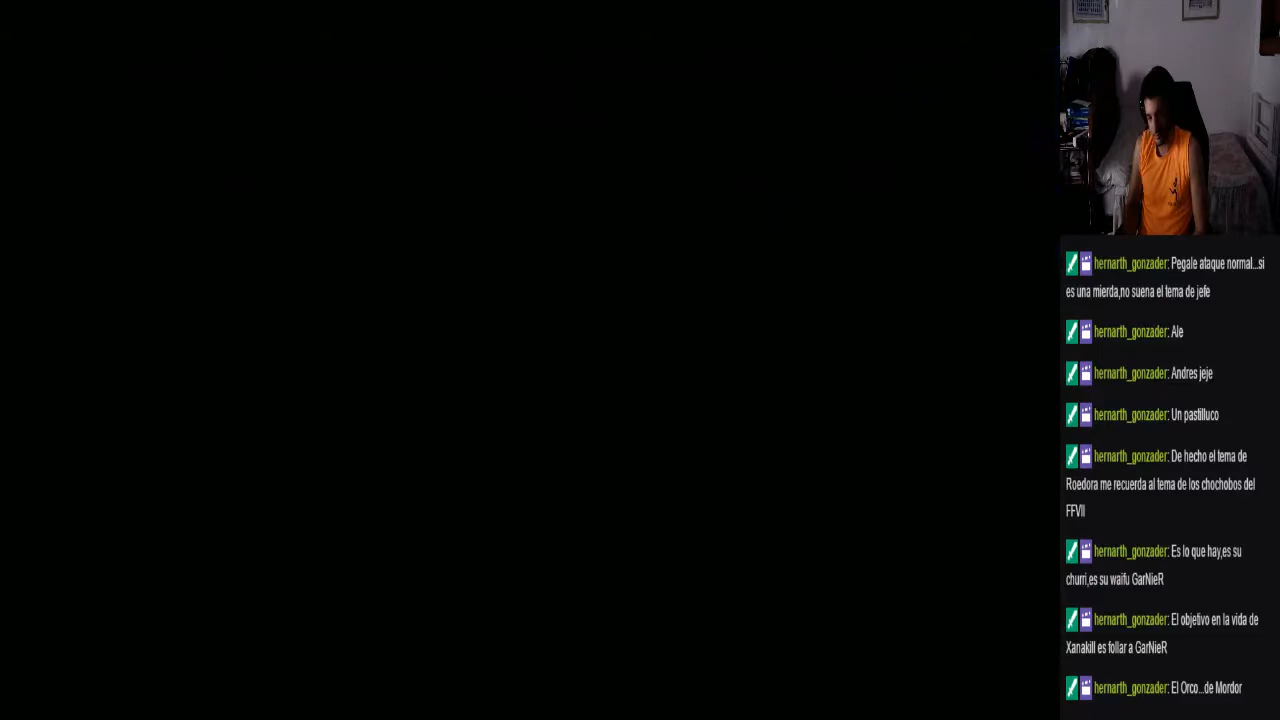 hernarth_gonzader: Pegale ataque normal...si
es una mierda,no suena el tema de jefe
hernarth_gonzader: Ale
hernarth_gonzader: Andres jeje
hernarth_gonzader: Un pastilluco
hernarth_gonzader: De hecho el tema de
Roedora me recuerda al tema de los chochobos del
FFVII
hernarth_gonzader: Es lo que hay,es su
churri,es su waifu GarNieR
hernarth_gonzader: El objetivo en la vida de
Xanakill es follar a GarNieR
hernarth_gonzader: El Orco...de Mordor